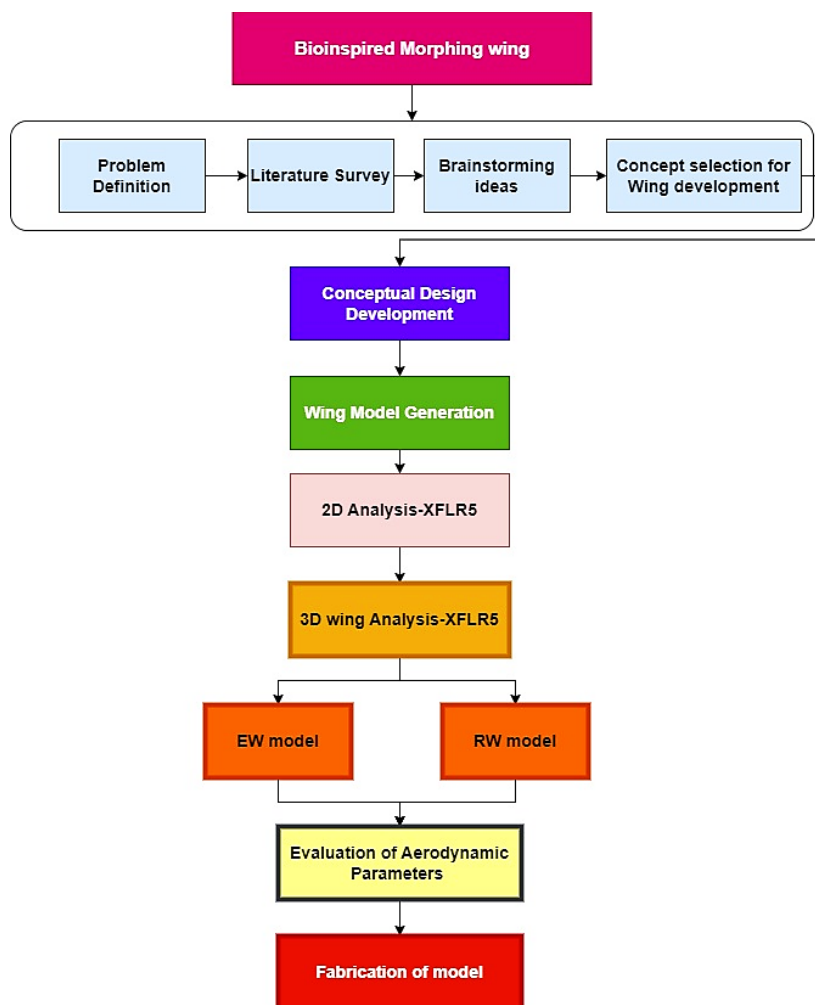 Bioinspired Morphing wing
Problem
Definition
Literature Survey
Brainstorming
ideas
Concept selection for
Wing development
Conceptual Design
Development
Wing Model Generation
2D Analysis-XFLR5
3D wing Analysis-XFLR5
EW model
RW model
Evaluation of Aerodynamic
Parameters
Fabrication of model